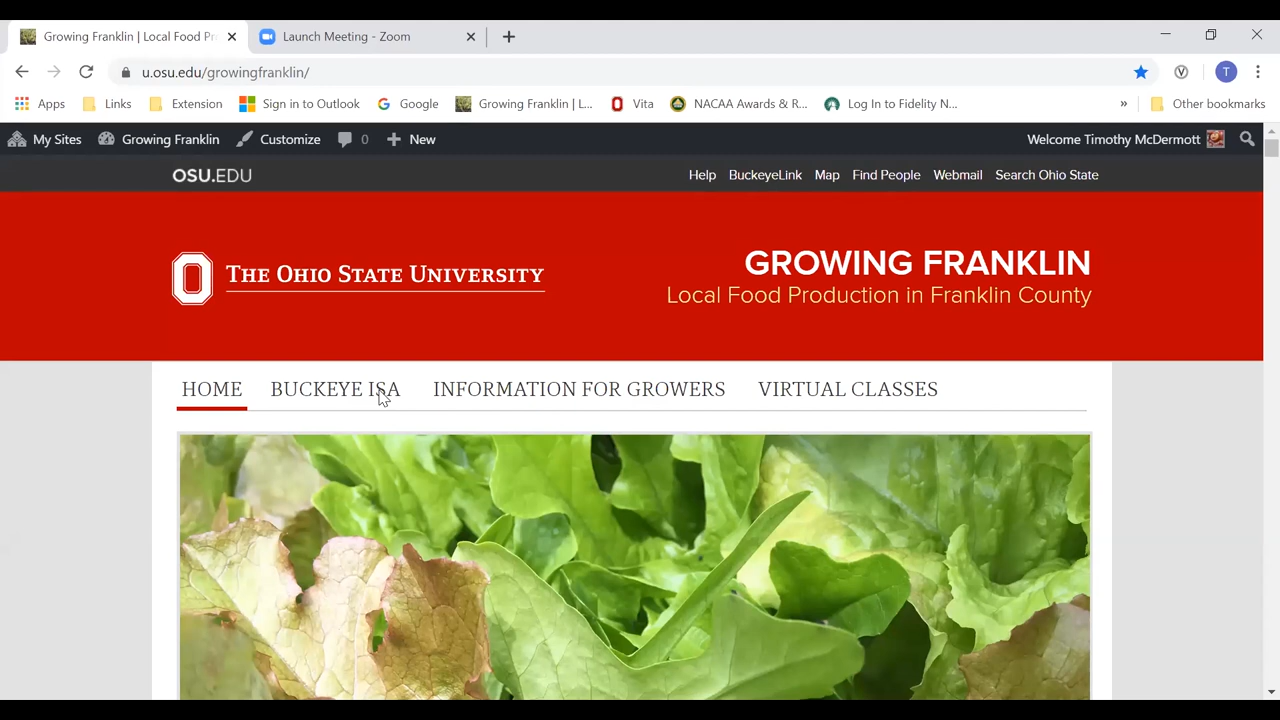 Growing Franklin | Local Food Pr
Launch Meeting - Zoom
u.osu.edu/growingfranklin/
T
Apps Links Extension Sign in to Outlook Google Growing Franklin | L... Vita NACAA Awards & R... Log In to Fidelity N... » Other bookmarks
My Sites Growing Franklin Customize 0 New Welcome Timothy McDermott
OSU.EDU Help BuckeyeLink Map Find People Webmail Search Ohio State
THE OHIO STATE UNIVERSITY
GROWING FRANKLIN
Local Food Production in Franklin County
HOME BUCKEYE ISA INFORMATION FOR GROWERS VIRTUAL CLASSES